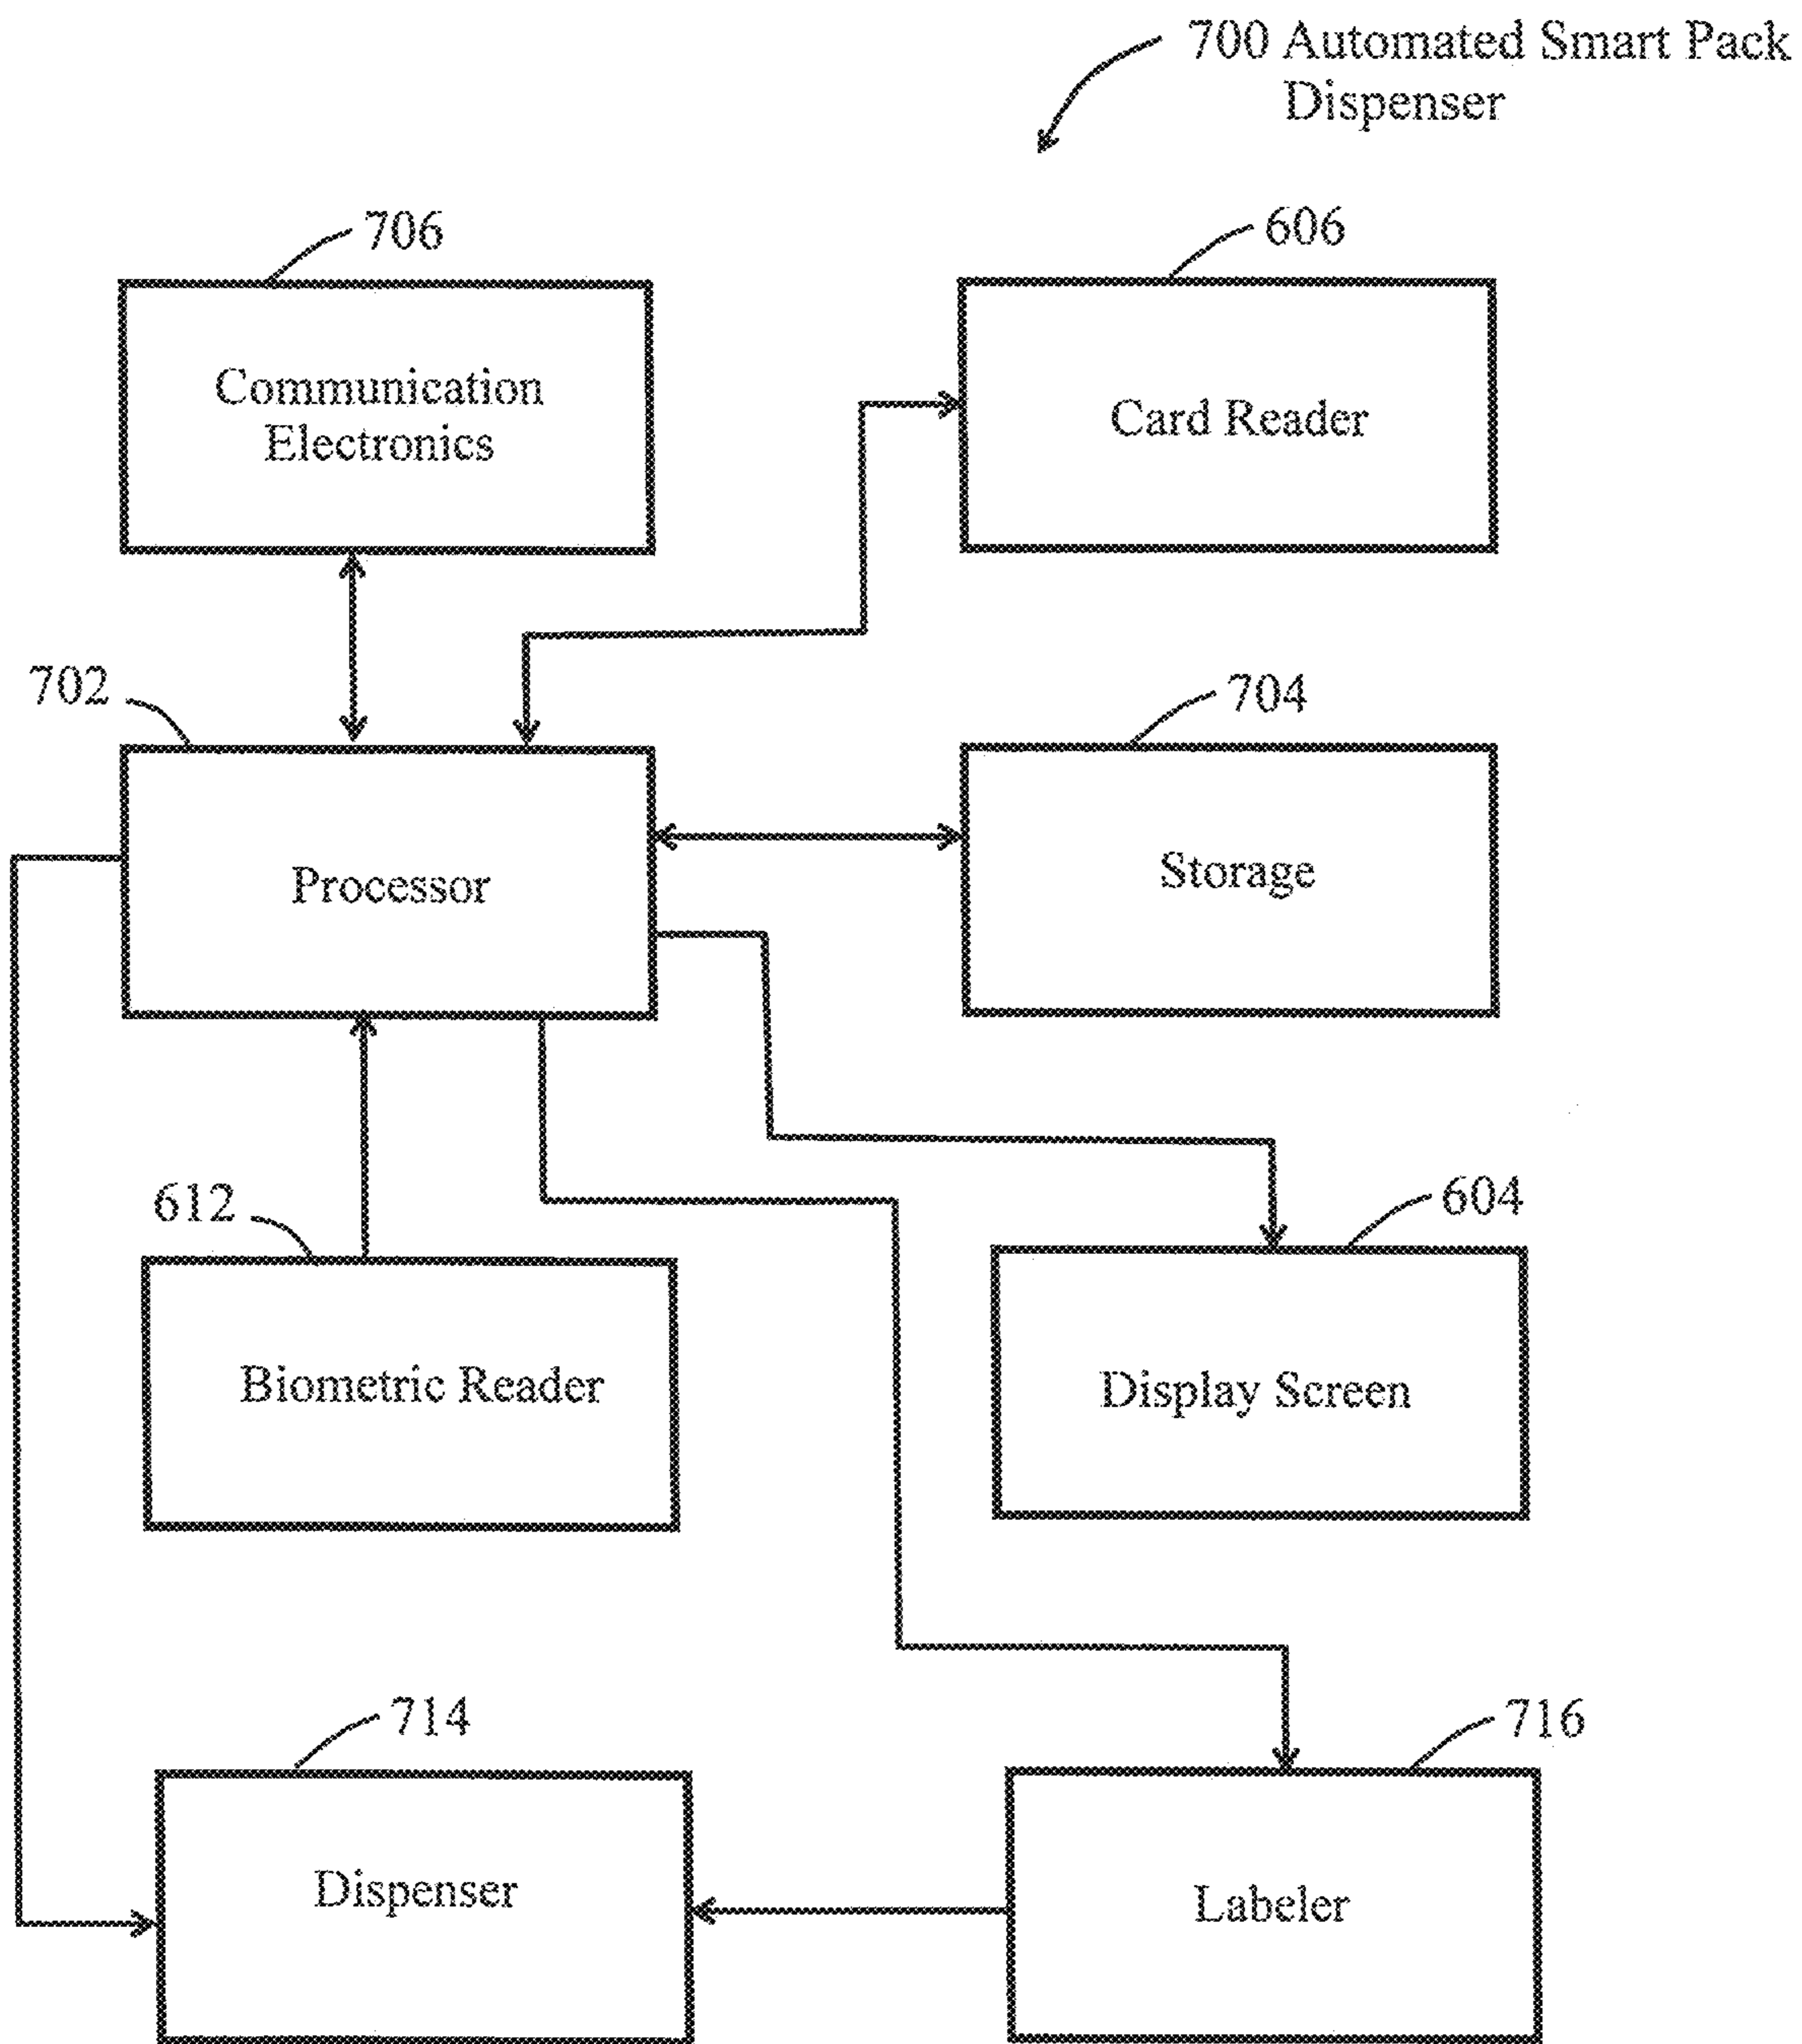 700 Automated Smart Pack
Dispenser
706
606
Communication
Electronics
Card Reader
702
704
Processor
Storage
612
604
Biometric Reader
Display Screen
714
716
Dispenser
Labeler